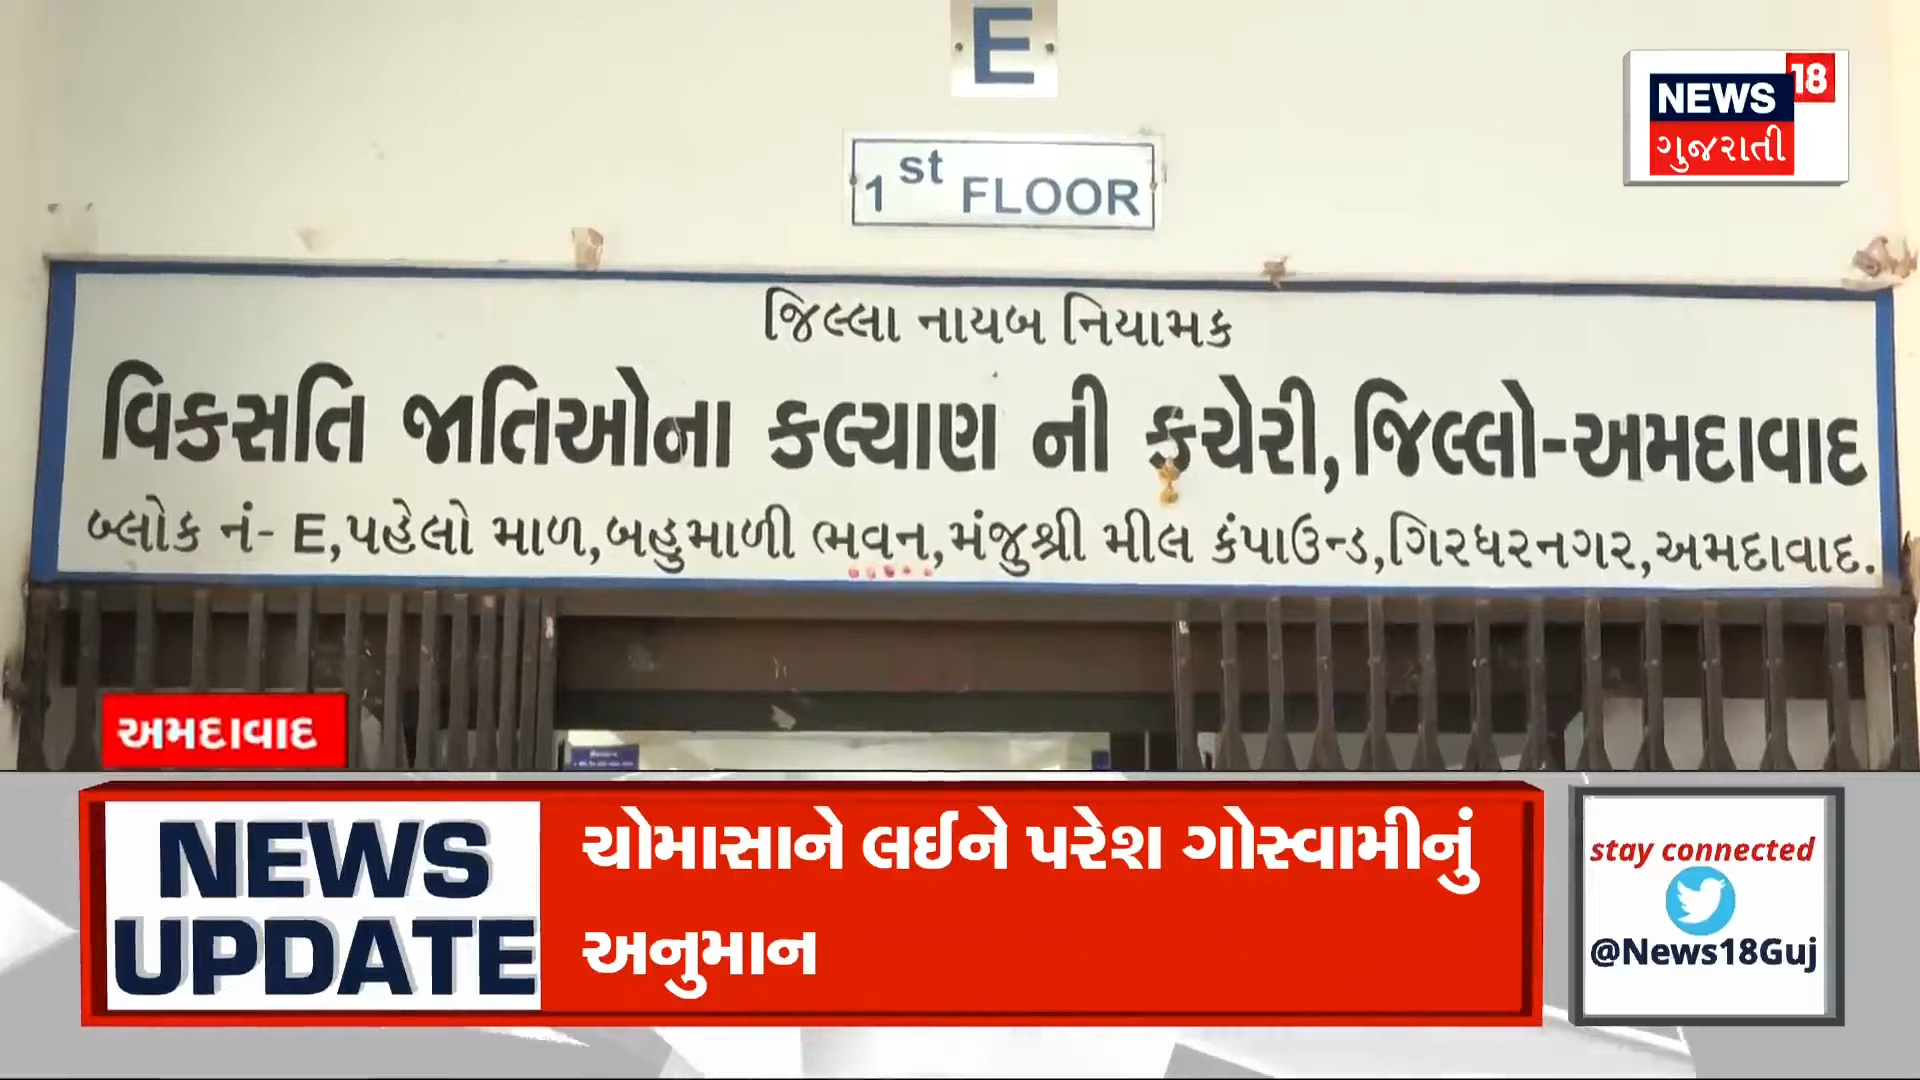 E
1st FLOOR
NEWS 18
ગુજરાતી
જિલ્લા નાયબ નિયામક
વિકસતિ જાતિઓના કલ્યાણ ની કચેરી,જિલ્લો-અમદાવાદ
બ્લોક નં- E,પહેલો માળ,બહુમાળી ભવન,મંજુશ્રી મીલ કંપાઉન્ડ,ગિરધરનગર,અમદાવાદ.
અમદાવાદ
NEWS
UPDATE
ચોમાસાને લઈને પરેશ ગોસ્વામીનું
અનુમાન
stay connected
@News18Guj